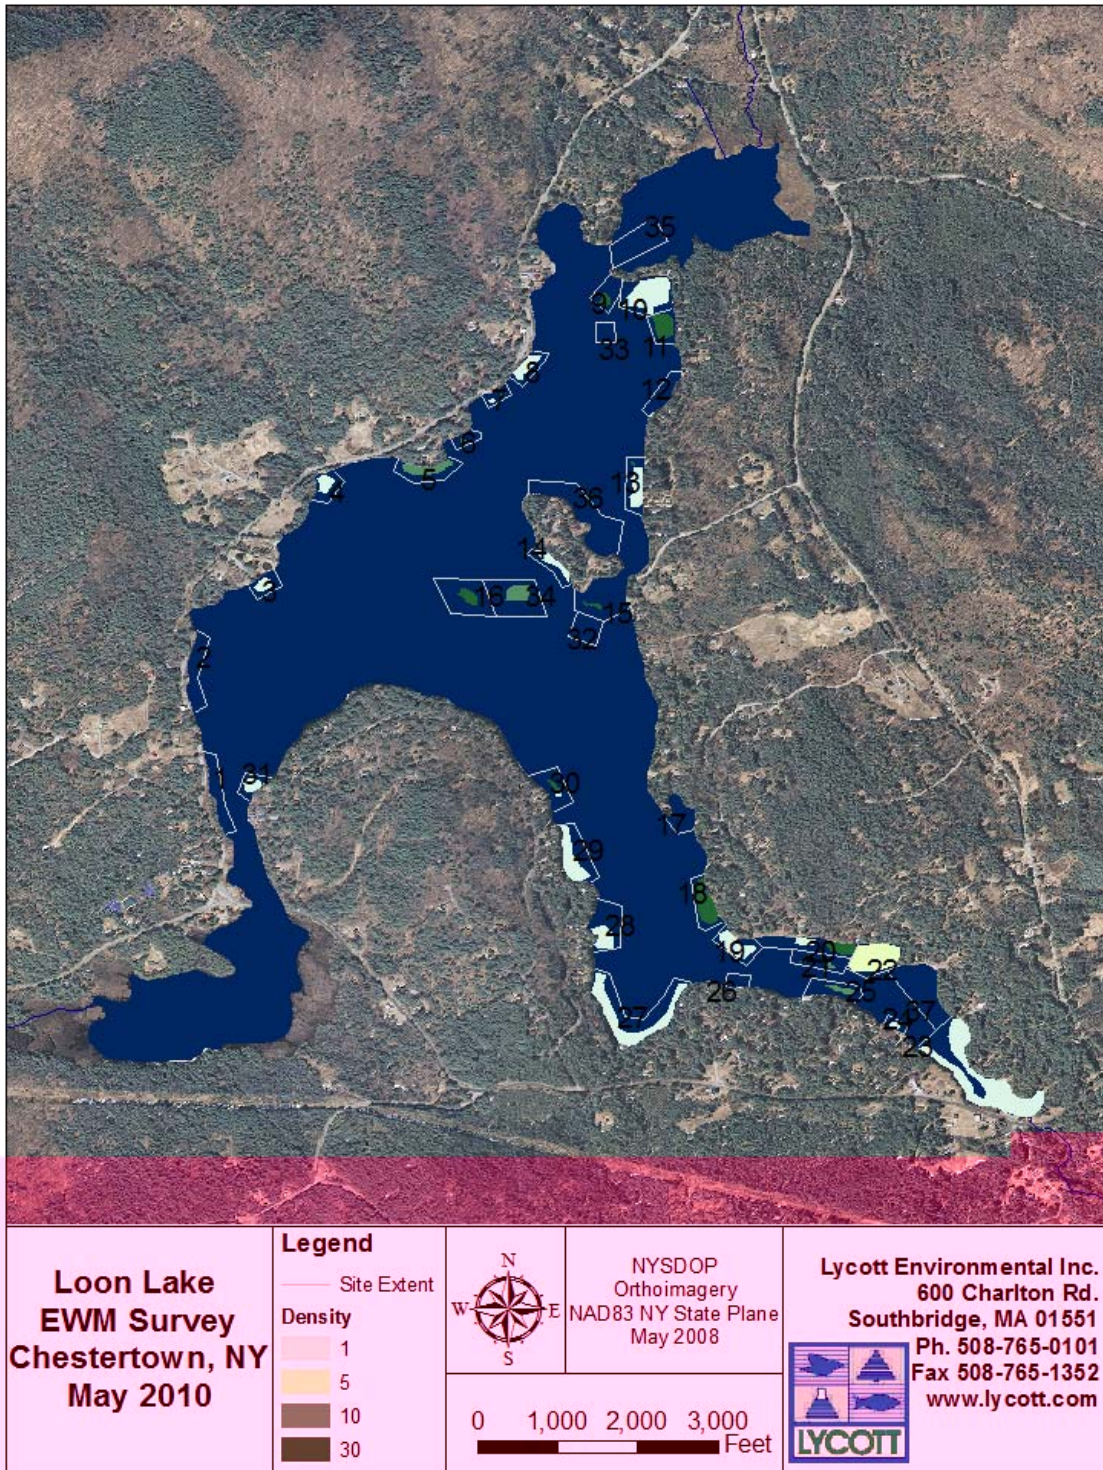 35
9
10
33
11
8
12
7
6
5
13
4
36
14
3
16
34
15
32
2
1
31
30
17
29
18
28
19
20
21
22
26
25
27
37
24
23
Loon Lake
EWM Survey
Chestertown, NY
May 2010
Legend
Site Extent
Density
1
5
10
30
N
W
E
S
NYSDOP
Orthoimagery
NAD83 NY State Plane
May 2008
0 1,000 2,000 3,000
Feet
Lycott Environmental Inc.
600 Charlton Rd.
Southbridge, MA 01551
Ph. 508-765-0101
Fax 508-765-1352
www.lycott.com
LYCOTT